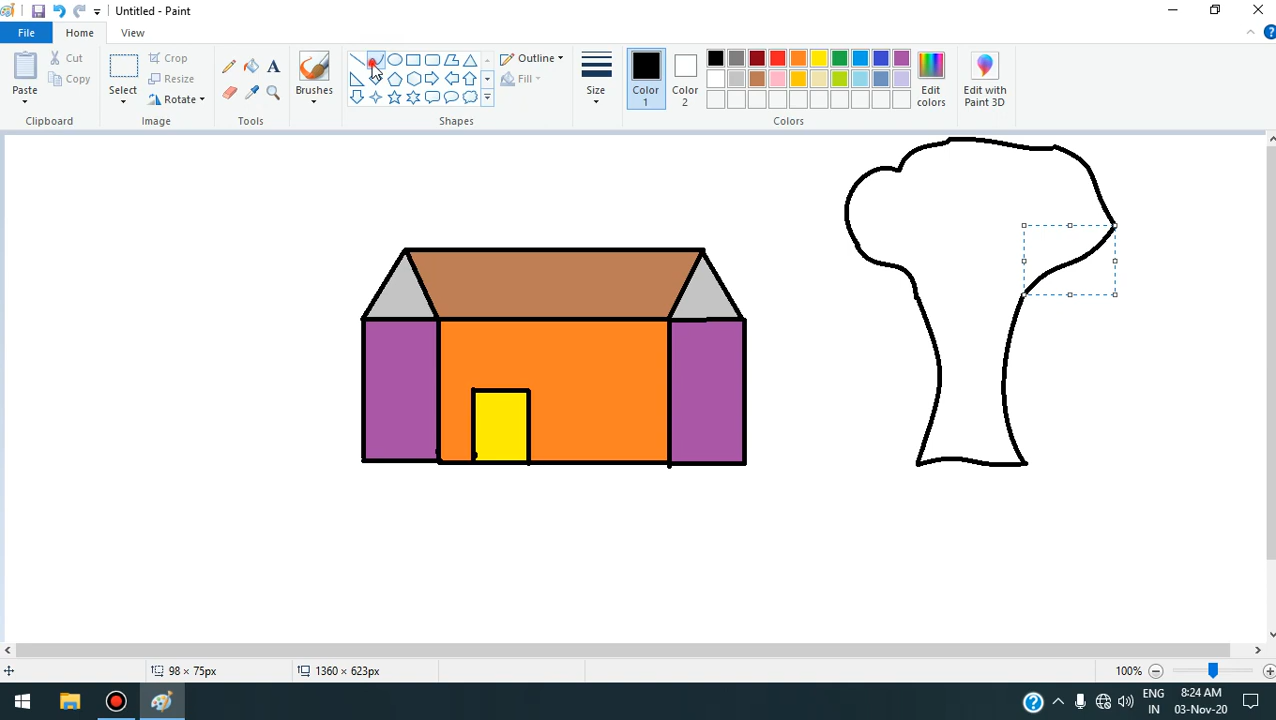 Untitled - Paint
File
Home
View
Paste
Cut
Copy
Clipboard
Select
Crop
Resize
Rotate
Image
A
Tools
Brushes
Outline
Fill
Shapes
Size
Color 1
Color 2
Colors
Edit colors
Edit with Paint 3D
98 × 75px
1360 × 623px
100%
ENG
IN
8:24 AM
03-Nov-20